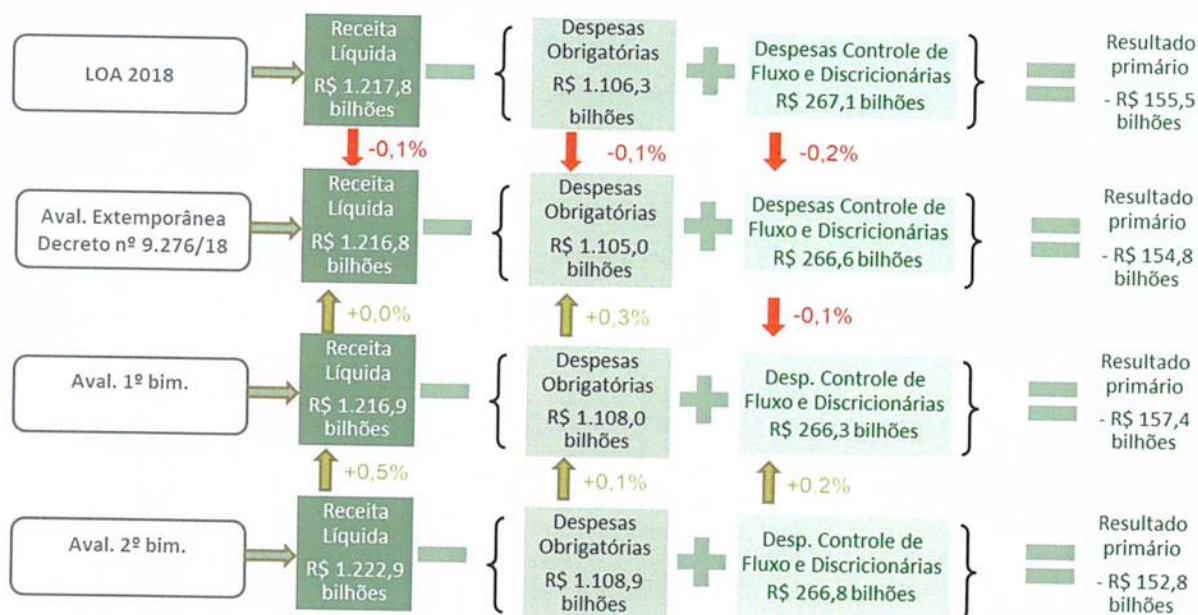 LOA 2018
Receita
Líquida
R$ 1.217,8
bilhões
Despesas
Obrigatórias
R$ 1.106,3
bilhões
Despesas Controle de
Fluxo e Discricionárias
R$ 267,1 bilhões
Resultado
primário
- R$ 155,5
bilhões
-0,1%
-0,1%
-0,2%
Aval. Extemporânea
Decreto nº 9.276/18
Receita
Líquida
R$ 1.216,8
bilhões
Despesas
Obrigatórias
R$ 1.105,0
bilhões
Despesas Controle de
Fluxo e Discricionárias
R$ 266,6 bilhões
Resultado
primário
- R$ 154,8
bilhões
+0,0%
+0,3%
-0,1%
Aval. 1º bim.
Receita
Líquida
R$ 1.216,9
bilhões
Despesas
Obrigatórias
R$ 1.108,0
bilhões
Desp. Controle de
Fluxo e Discricionárias
R$ 266,3 bilhões
Resultado
primário
- R$ 157,4
bilhões
+0,5%
+0,1%
+0.2%
Aval. 2º bim.
Receita
Líquida
R$ 1.222,9
bilhões
Despesas
Obrigatórias
R$ 1.108,9
bilhões
Desp. Controle de
Fluxo e Discricionárias
R$ 266,8 bilhões
Resultado
primário
- R$ 152,8
bilhões